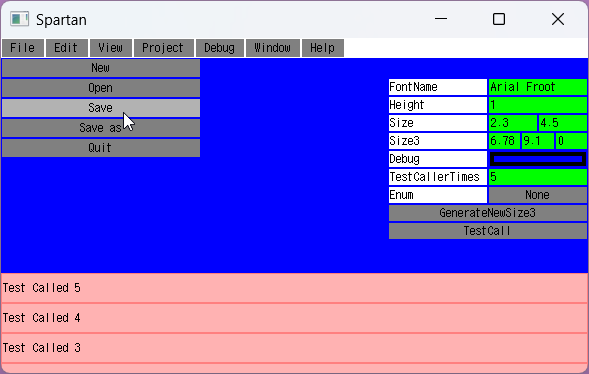 Spartan
File Edit View Project Debug Window Help
New
Open
Save
Save as
Quit
FontName Arial Froot
Height 1
Size 2.3 4.5
Size3 6.78 9.1 0
Debug
TestCallerTimes 5
Enum None
GenerateNewSize3
TestCall
Test Called 5
Test Called 4
Test Called 3